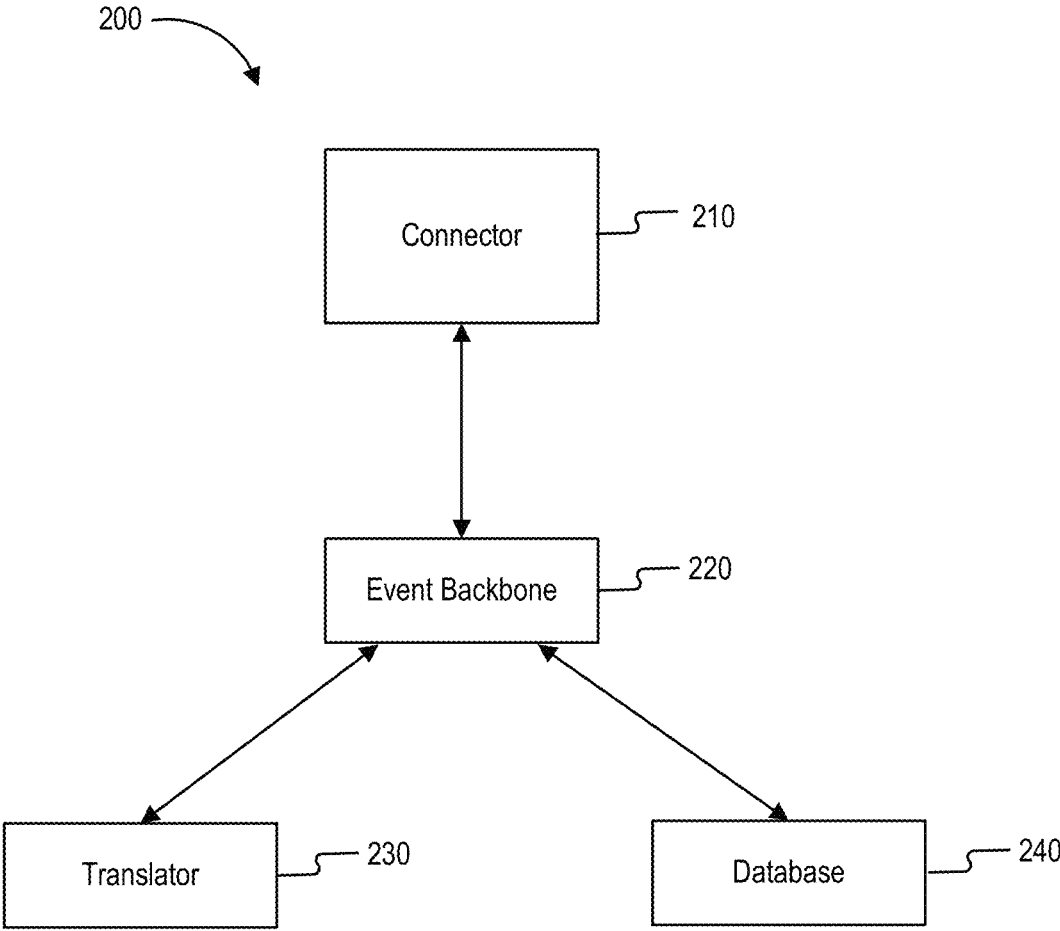 200
Connector
210
Event Backbone
220
Translator
230
Database
240